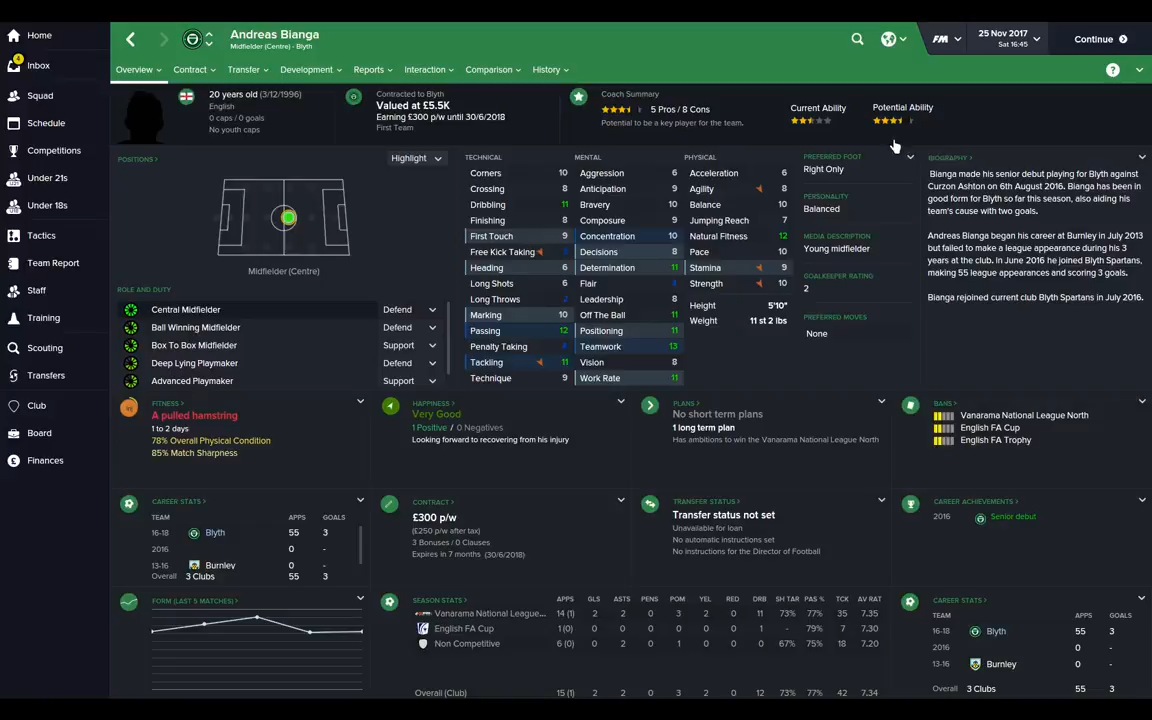 Home
4
Inbox
Squad
Schedule
Competitions
Under 21s
Under 18s
Tactics
Team Report
Staff
Training
Scouting
Transfers
Club
Board
Finances
Andreas Bianga
Midfielder (Centre) - Blyth
FM
25 Nov 2017
Sat 16:45
Continue
Overview Contract Transfer Development Reports Interaction Comparison History
?
20 years old (3/12/1996)
English
0 caps / 0 goals
No youth caps
Contracted to Blyth
Valued at £5.5K
Earning £300 p/w until 30/6/2018
First Team
Coach Summary
5 Pros / 8 Cons
Potential to be a key player for the team.
Current Ability
Potential Ability
POSITIONS >
Highlight
Midfielder (Centre)
ROLE AND DUTY
Central Midfielder Defend
Ball Winning Midfielder Defend
Box To Box Midfielder Support
Deep Lying Playmaker Defend
Advanced Playmaker Support
TECHNICAL
Corners 10
Crossing 8
Dribbling 11
Finishing 8
First Touch 9
Free Kick Taking
Heading 6
Long Shots 6
Long Throws 2
Marking 10
Passing 12
Penalty Taking
Tackling 11
Technique 9
MENTAL
Aggression 6
Anticipation 9
Bravery 10
Composure 9
Concentration 10
Decisions 8
Determination 11
Flair
Leadership 8
Off The Ball 11
Positioning 11
Teamwork 13
Vision 8
Work Rate 11
PHYSICAL
Acceleration 6
Agility 8
Balance 10
Jumping Reach 7
Natural Fitness 12
Pace 10
Stamina 9
Strength 10
Height 5'10"
Weight 11 st 2 lbs
PREFERRED FOOT
Right Only
PERSONALITY
Balanced
MEDIA DESCRIPTION
Young midfielder
GOALKEEPER RATING
2
PREFERRED MOVES
None
BIOGRAPHY >
Bianga made his senior debut playing for Blyth against
Curzon Ashton on 6th August 2016. Bianga has been in
good form for Blyth so far this season, also aiding his
team's cause with two goals.
Andreas Bianga began his career at Burnley in July 2013
but failed to make a league appearance during his 3
years at the club. In June 2016 he joined Blyth Spartans,
making 55 league appearances and scoring 3 goals.
Bianga rejoined current club Blyth Spartans in July 2016.
FITNESS >
A pulled hamstring
1 to 2 days
78% Overall Physical Condition
85% Match Sharpness
HAPPINESS >
Very Good
1 Positive / 0 Negatives
Looking forward to recovering from his injury
PLANS >
No short term plans
1 long term plan
Has ambitions to win the Vanarama National League North
BANS >
Vanarama National League North
English FA Cup
English FA Trophy
CAREER STATS >
TEAM APPS GOALS
16-18 Blyth 55 3
2016 0 -
13-16 Burnley 0 -
Overall 3 Clubs 55 3
CONTRACT >
£300 p/w
(£250 p/w after tax)
3 Bonuses / 0 Clauses
Expires in 7 months (30/6/2018)
TRANSFER STATUS >
Transfer status not set
Unavailable for loan
No automatic instructions set
No instructions for the Director of Football
CAREER ACHIEVEMENTS >
2016 Senior debut
FORM (LAST 5 MATCHES) >
SEASON STATS > APPS GLS ASTS PENS POM YEL RED DRB SH TAR PAS % TCK AV RAT
Vanarama National League... 14 (1) 2 2 0 3 2 0 11 73% 77% 35 7.35
English FA Cup 1 (0) 0 0 0 0 0 0 1 - 79% 7 7.30
Non Competitive 6 (0) 0 2 0 1 0 0 0 67% 75% 18 7.20
Overall (Club) 15 (1) 2 2 0 3 2 0 12 73% 77% 42 7.34
CAREER STATS >
TEAM APPS GOALS
16-18 Blyth 55 3
2016 0 -
13-16 Burnley 0 -
Overall 3 Clubs 55 3